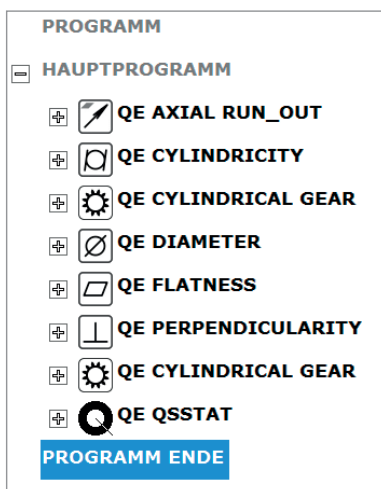 PROGRAMM
HAUPTPROGRAMM
QE AXIAL RUN_OUT
QE CYLINDRICITY
QE CYLINDRICAL GEAR
QE DIAMETER
QE FLATNESS
QE PERPENDICULARITY
QE CYLINDRICAL GEAR
QE QSSTAT
PROGRAMM ENDE